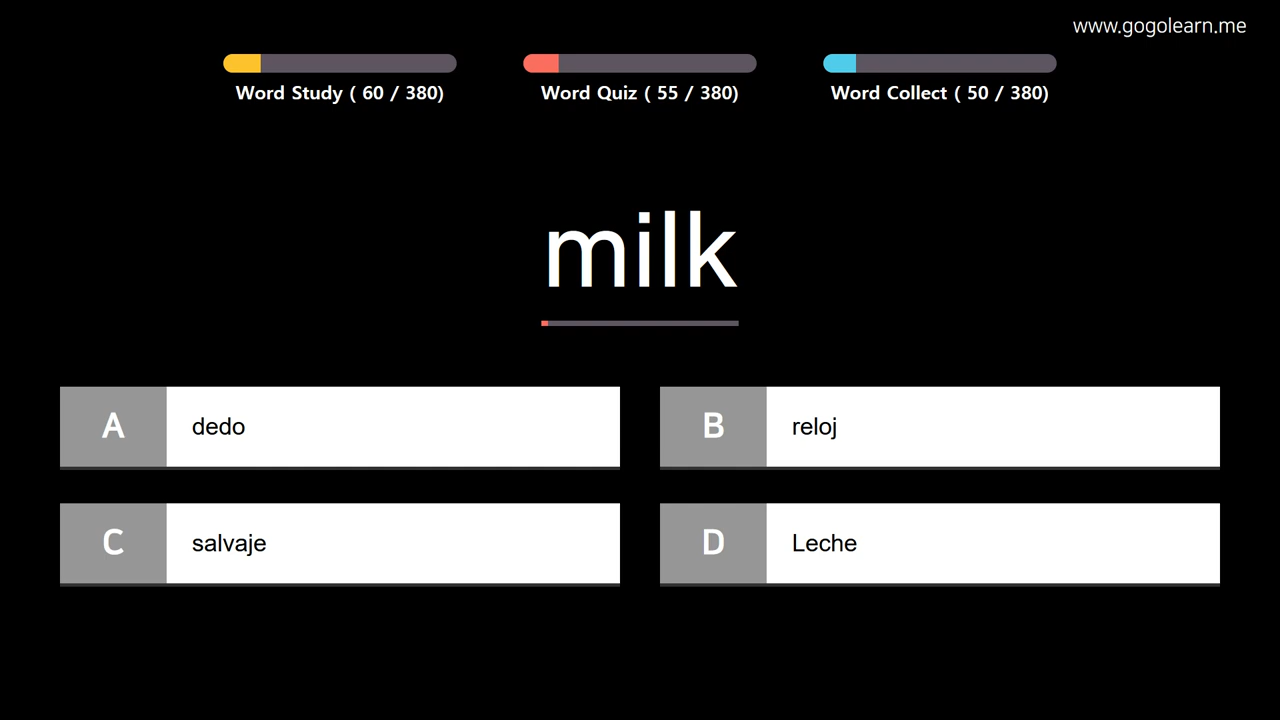 www.gogolearn.me
Word Study ( 60 / 380)
Word Quiz ( 55 / 380)
Word Collect ( 50 / 380)
milk
A dedo
B reloj
C salvaje
D Leche